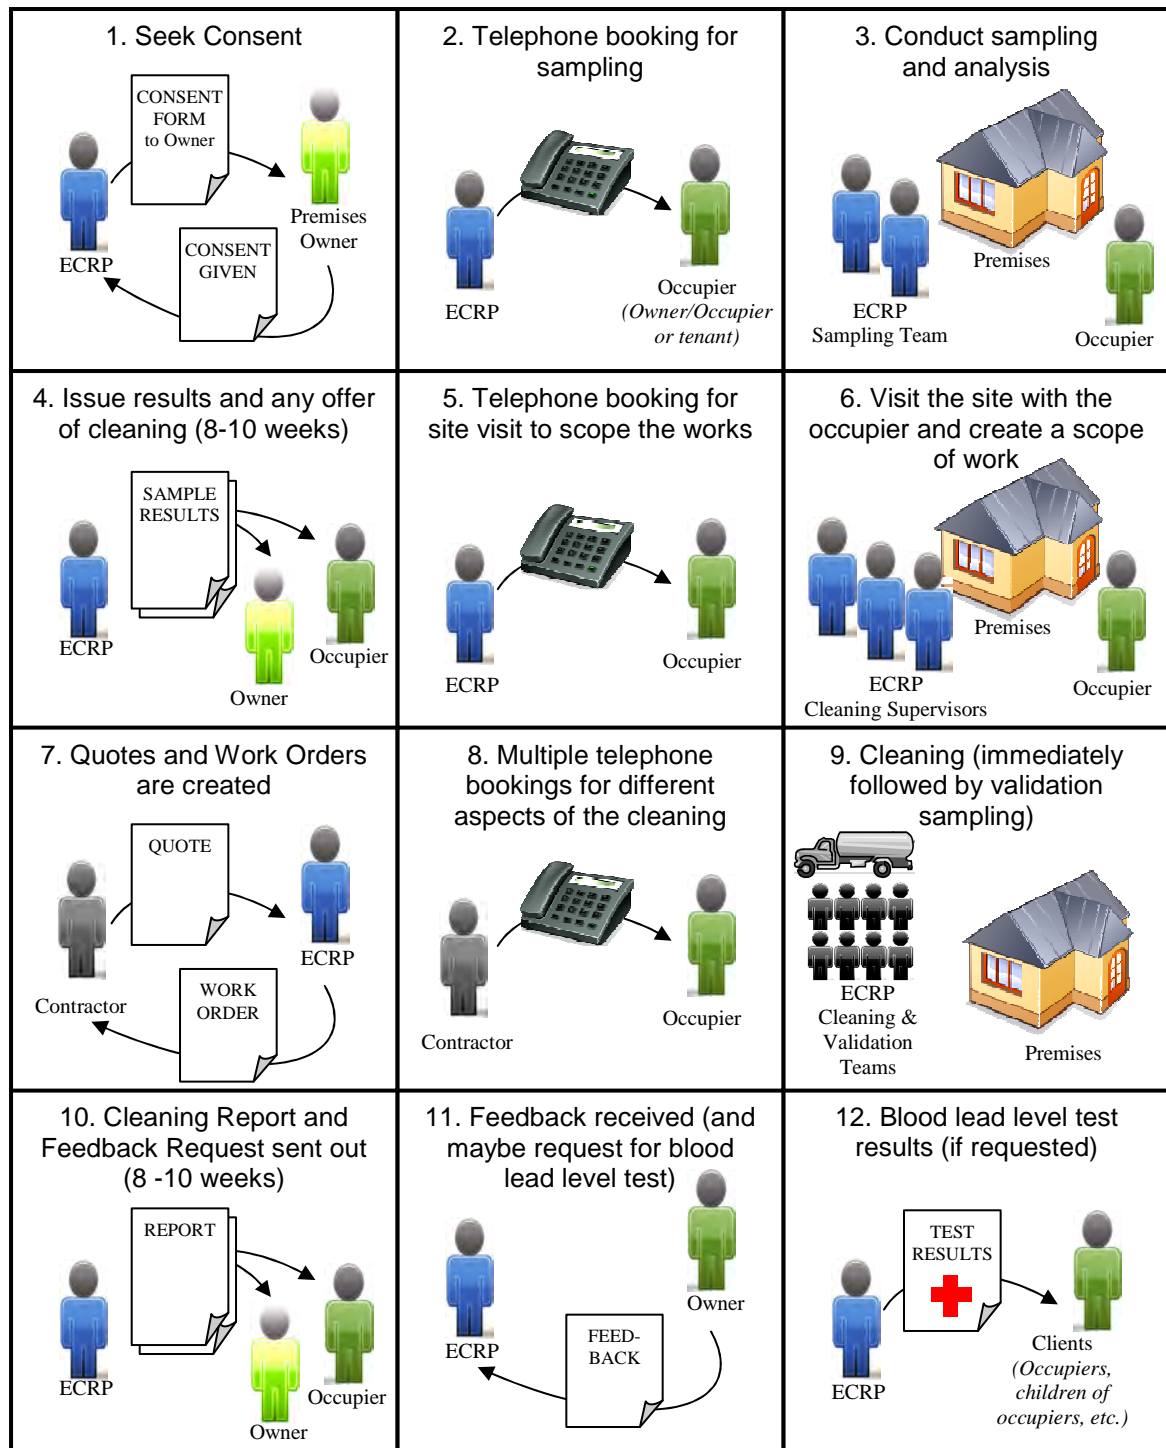 1. Seek Consent
CONSENT
FORM
to Owner
Premises
Owner
CONSENT
GIVEN
ECRP
2. Telephone booking for
sampling
ECRP
Occupier
(Owner/Occupier
or tenant)
3. Conduct sampling
and analysis
Premises
ECRP
Sampling Team
Occupier
4. Issue results and any offer
of cleaning (8-10 weeks)
SAMPLE
RESULTS
ECRP
Occupier
Owner
5. Telephone booking for
site visit to scope the works
Occupier
ECRP
6. Visit the site with the
occupier and create a scope
of work
Premises
ECRP
Cleaning Supervisors
Occupier
7. Quotes and Work Orders
are created
QUOTE
ECRP
Contractor
WORK
ORDER
8. Multiple telephone
bookings for different
aspects of the cleaning
Occupier
Contractor
9. Cleaning (immediately
followed by validation
sampling)
ECRP
Cleaning &
Validation
Teams
Premises
10. Cleaning Report and
Feedback Request sent out
(8 -10 weeks)
REPORT
ECRP
Occupier
Owner
11. Feedback received (and
maybe request for blood
lead level test)
Owner
ECRP
FEED-
BACK
12. Blood lead level test
results (if requested)
TEST
RESULTS
ECRP
Clients
(Occupiers,
children of
occupiers, etc.)